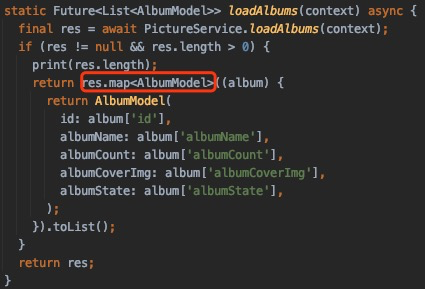 static Future<List<AlbumModel>> loadAlbums(context) async {
  final res = await PictureService.loadAlbums(context);
  if (res != null && res.length > 0) {
    print(res.length);
    return res.map<AlbumModel>((album) {
      return AlbumModel(
        id: album['id'],
        albumName: album['albumName'],
        albumCount: album['albumCount'],
        albumCoverImg: album['albumCoverImg'],
        albumState: album['albumState'],
      );
    }).toList();
  }
  return res;
}